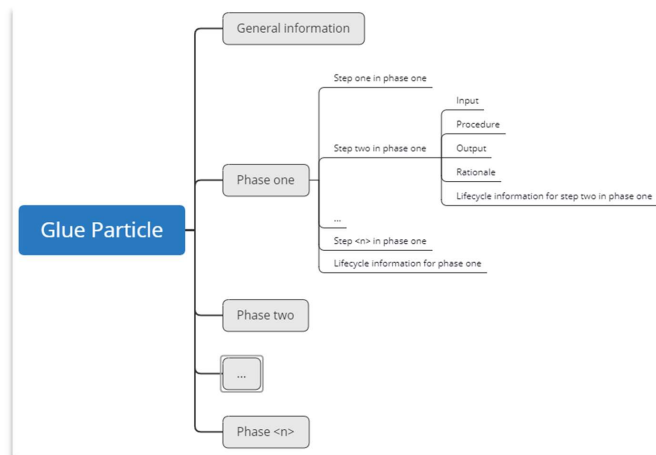 General information
Step one in phase one
Input
Procedure
Step two in phase one
Output
Phase one
Rationale
Lifecycle information for step two in phase one
...
Glue Particle
Step <n> in phase one
Lifecycle information for phase one
Phase two
...
Phase <n>